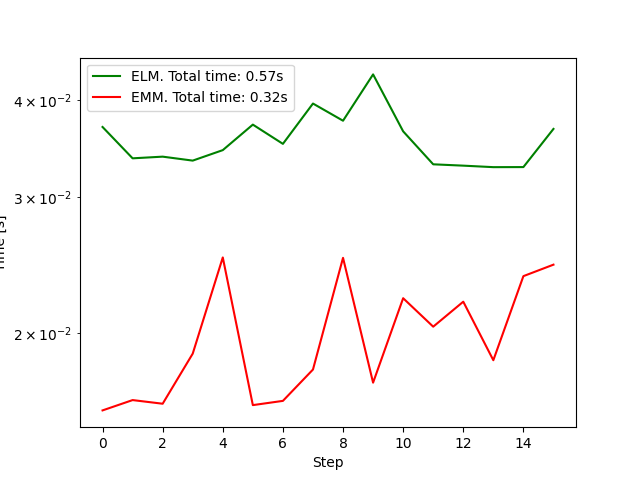 ELM. Total time: 0.57s
EMM. Total time: 0.32s
4 × 10⁻²
3 × 10⁻²
2 × 10⁻²
0 2 4 6 8 10 12 14
Step